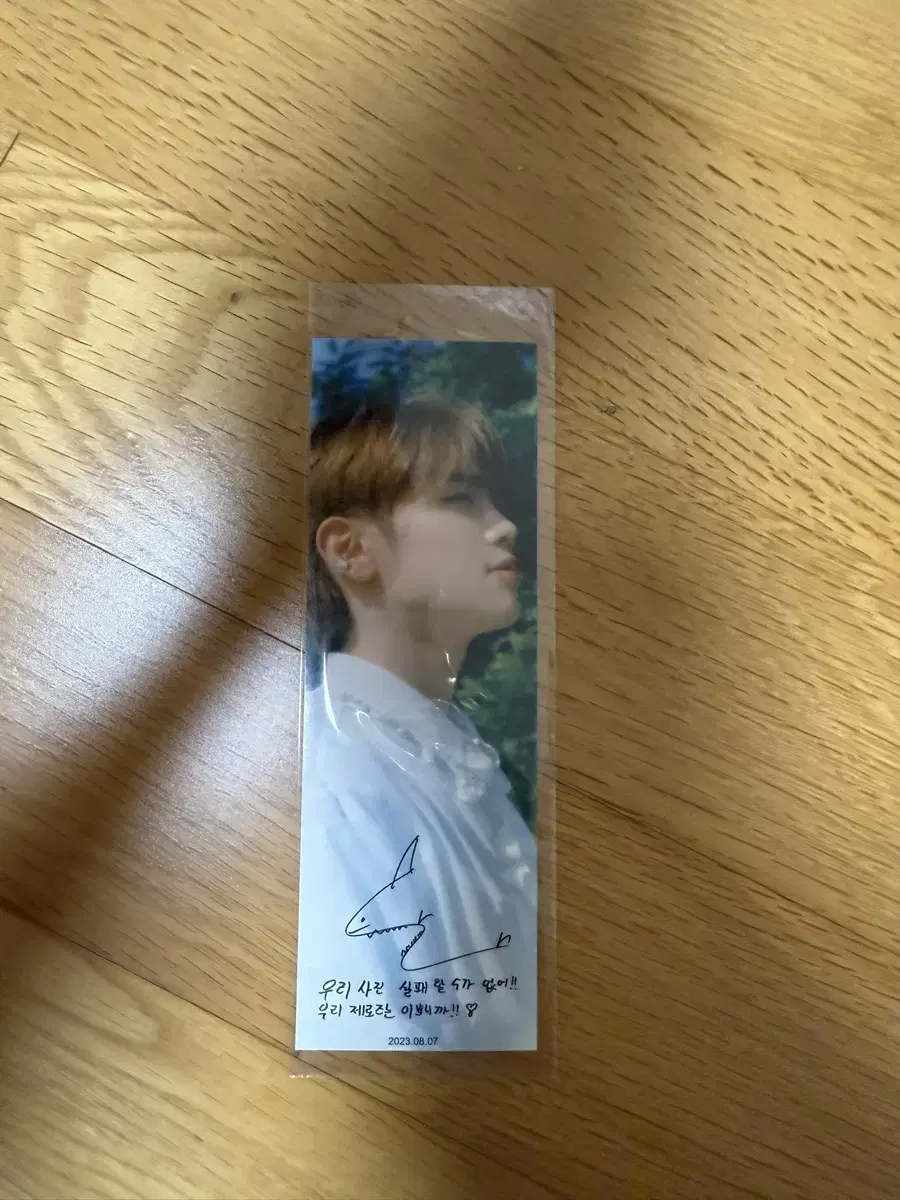 우리 사랑 실패 할 수가 없어!!
우리 제로즈는 이쁘니까!! ♡
2023.08.07